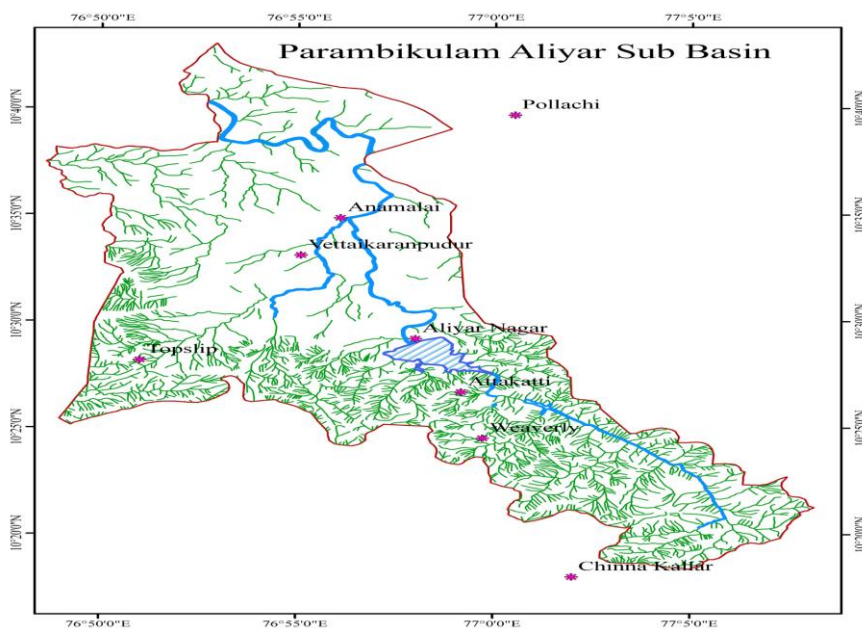 76°50'0"E 76°55'0"E 77°0'0"E 77°5'0"E
Parambikulam Aliyar Sub Basin
10°40'0"N
10°40'0"N
Pollachi
10°35'0"N
10°35'0"N
Anamalai
Vettaikaranpudur
10°30'0"N
10°30'0"N
Aliyar Nagar
Topslip
Attakatti
10°25'0"N
10°25'0"N
Weaverly
10°20'0"N
10°20'0"N
Chinna Kallar
76°50'0"E 76°55'0"E 77°0'0"E 77°5'0"E